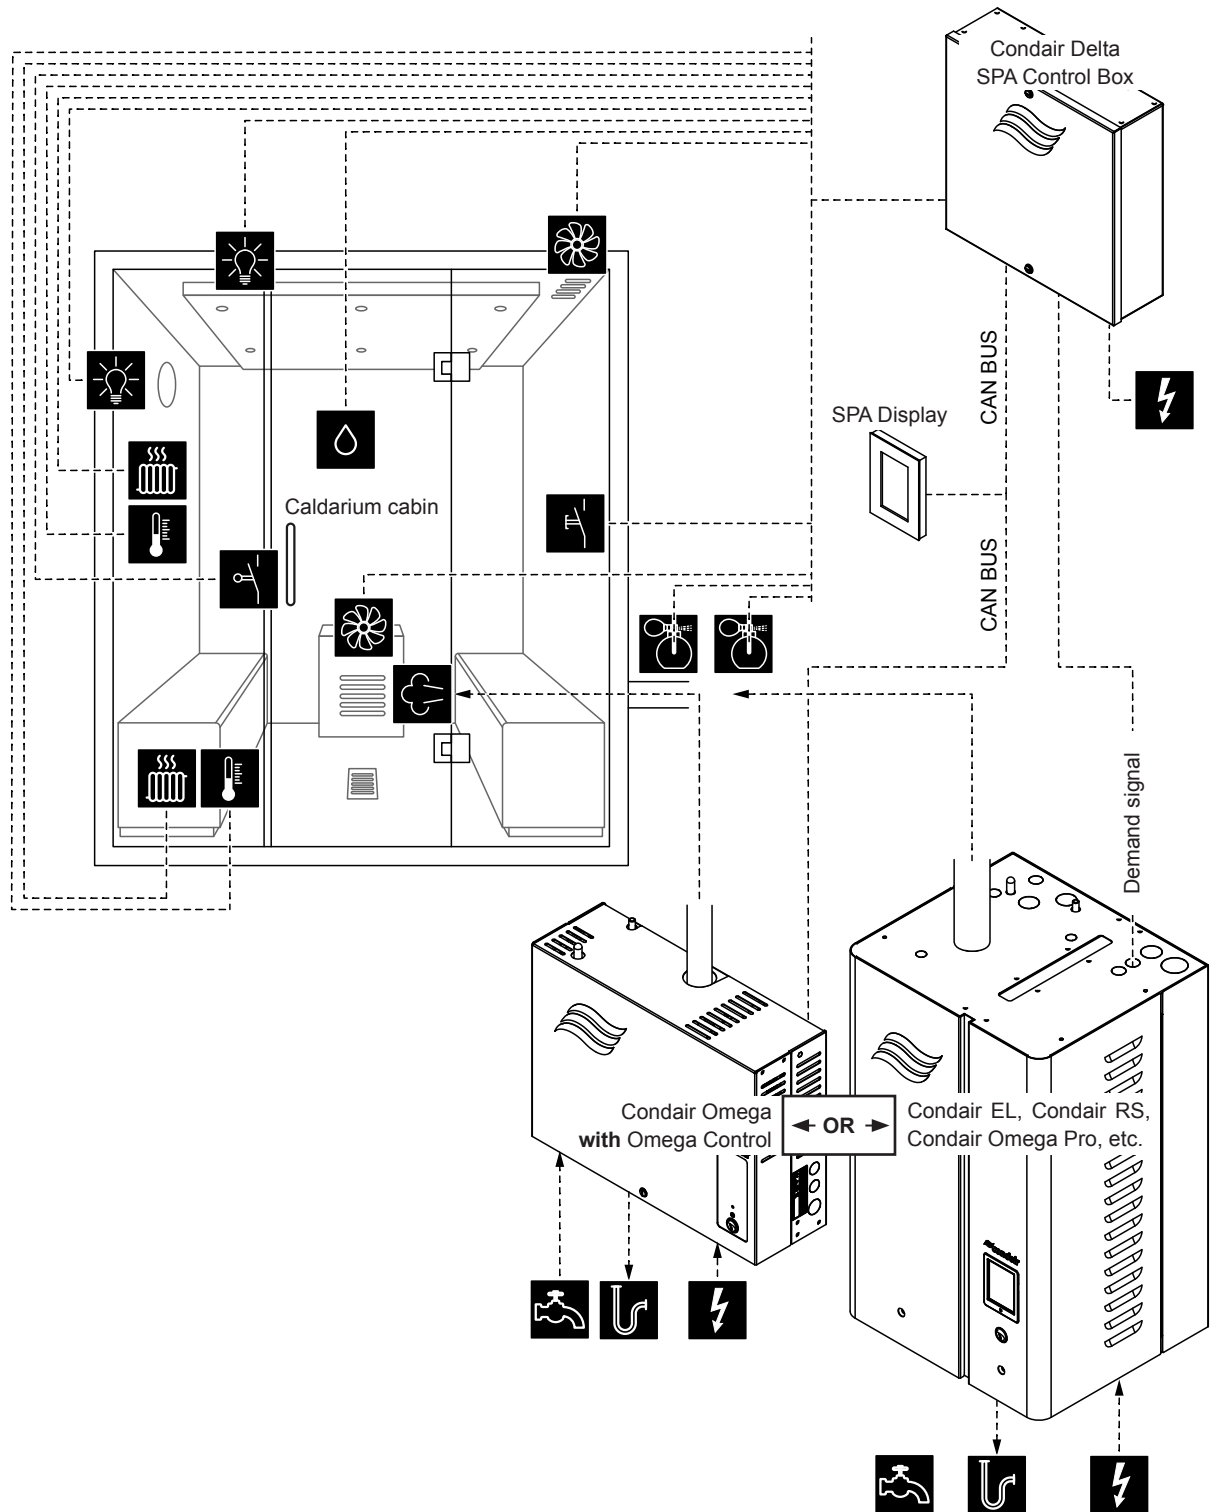 Condair Delta
SPA Control Box
CAN BUS
SPA Display
Caldarium cabin
CAN BUS
Demand signal
Condair Omega
with Omega Control
OR
Condair EL, Condair RS,
Condair Omega Pro, etc.